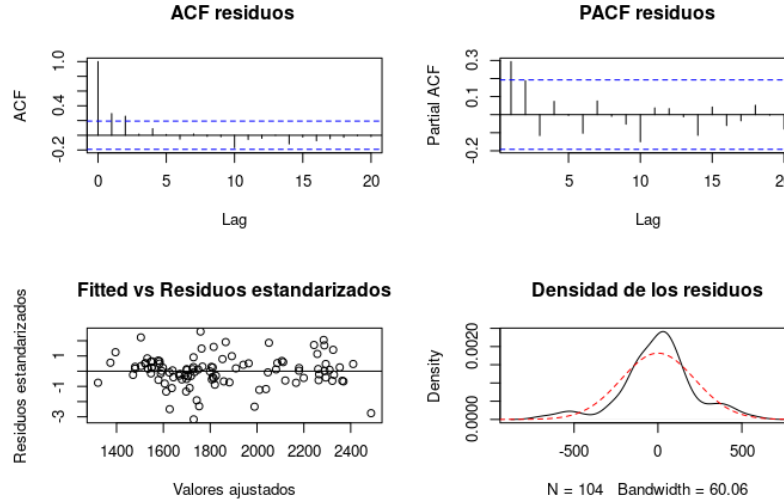 ACF residuos
PACF residuos
ACF
1.0
0.4
-0.2
0 5 10 15 20
Lag
Partial ACF
0.3
0.1
-0.2
5 10 15 20
Lag
Fitted vs Residuos estandarizados
Densidad de los residuos
Residuos estandarizados
1
-1
-3
1400 1600 1800 2000 2200 2400
Valores ajustados
Density
0.0020
0.0000
-500 0 500
N = 104 Bandwidth = 60.06